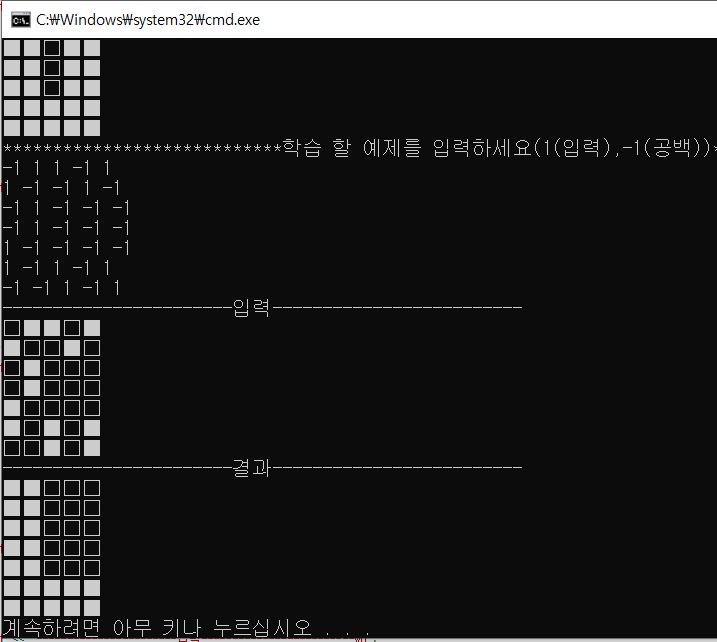 C:₩Windows₩system32₩cmd.exe
■■□■■
■■□■■
■■□■■
■■■■■
■■■■■
****************************학습 할 예제를 입력하세요(1(입력),-1(공백))*
-1 1 1 -1 1
1 -1 -1 1 -1
-1 1 -1 -1 -1
-1 1 -1 -1 -1
1 -1 -1 -1 -1
1 -1 1 -1 1
-1 -1 1 -1 1
-----------------------입력-------------------------
□■■□■
■□□■□
□■□□□
□■□□□
■□□□□
■□■□■
□□■□■
-----------------------결과-------------------------
■■□□□
■■□□□
■■□□□
■■□□□
■■□□□
■■■■■
■■■■■
계속하려면 아무 키나 누르십시오 . . .